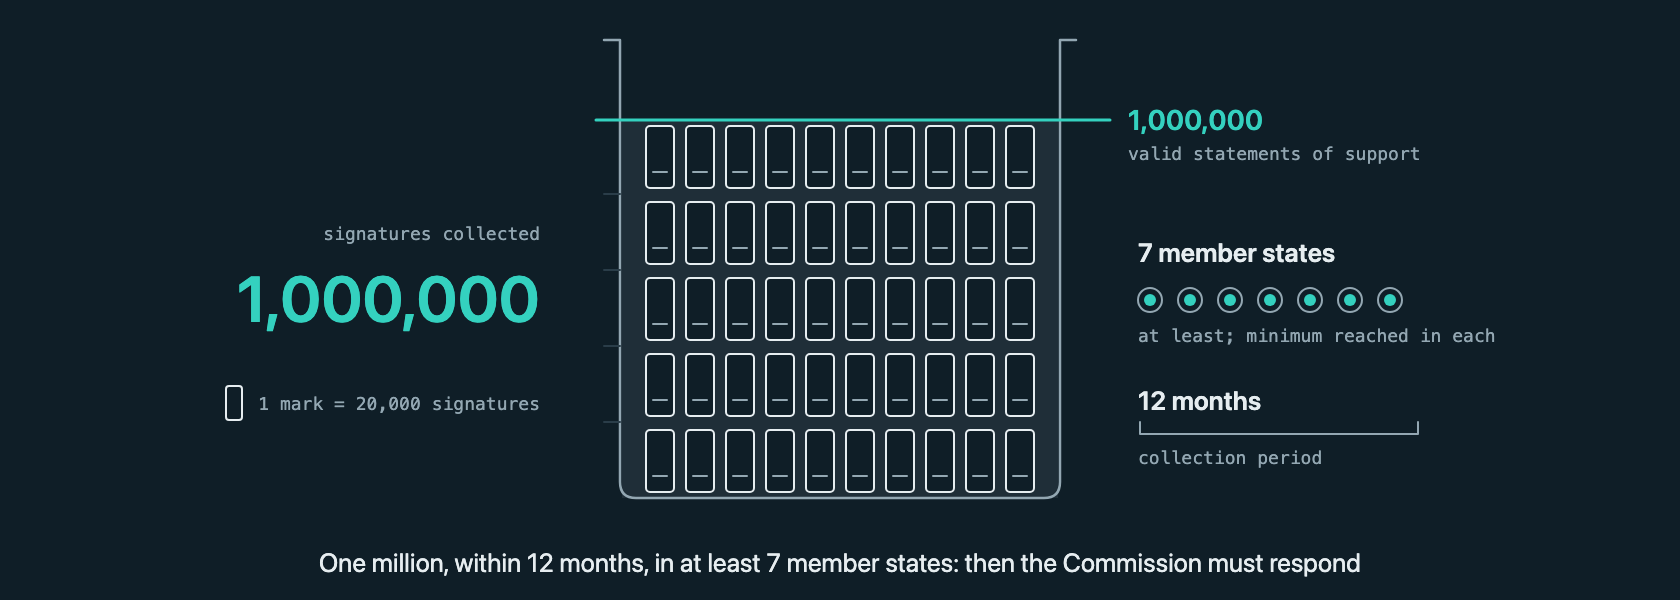 signatures collected
1,000,000
1 mark = 20,000 signatures
1,000,000
valid statements of support
7 member states
at least; minimum reached in each
12 months
collection period
One million, within 12 months, in at least 7 member states: then the Commission must respond